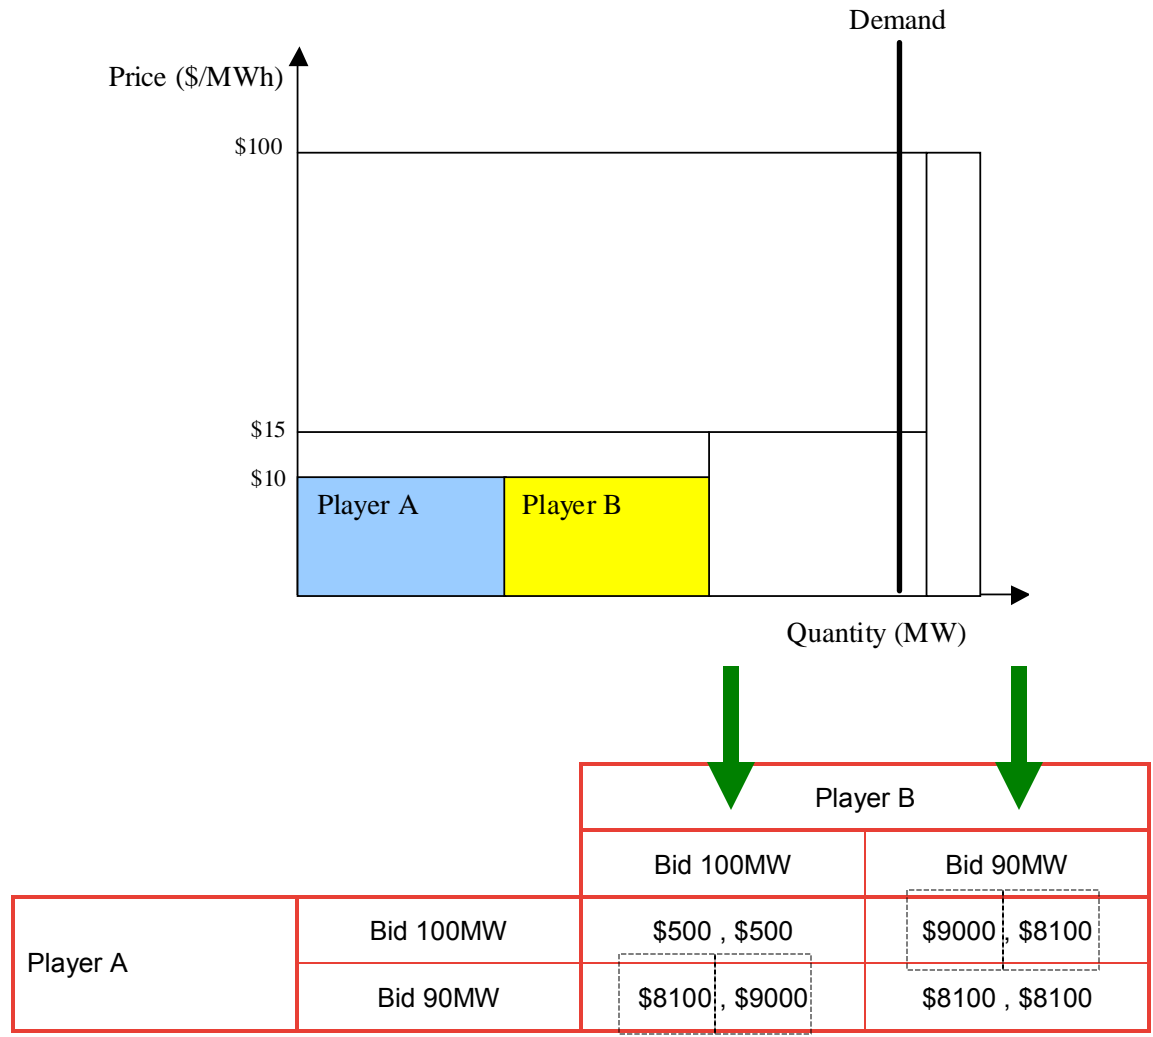 Demand
Price ($/MWh)
$100
$15
$10
Player A
Player B
Quantity (MW)
Player B
Bid 100MW
Bid 90MW
Player A
Bid 100MW
$500 , $500
$9000 , $8100
Bid 90MW
$8100 , $9000
$8100 , $8100